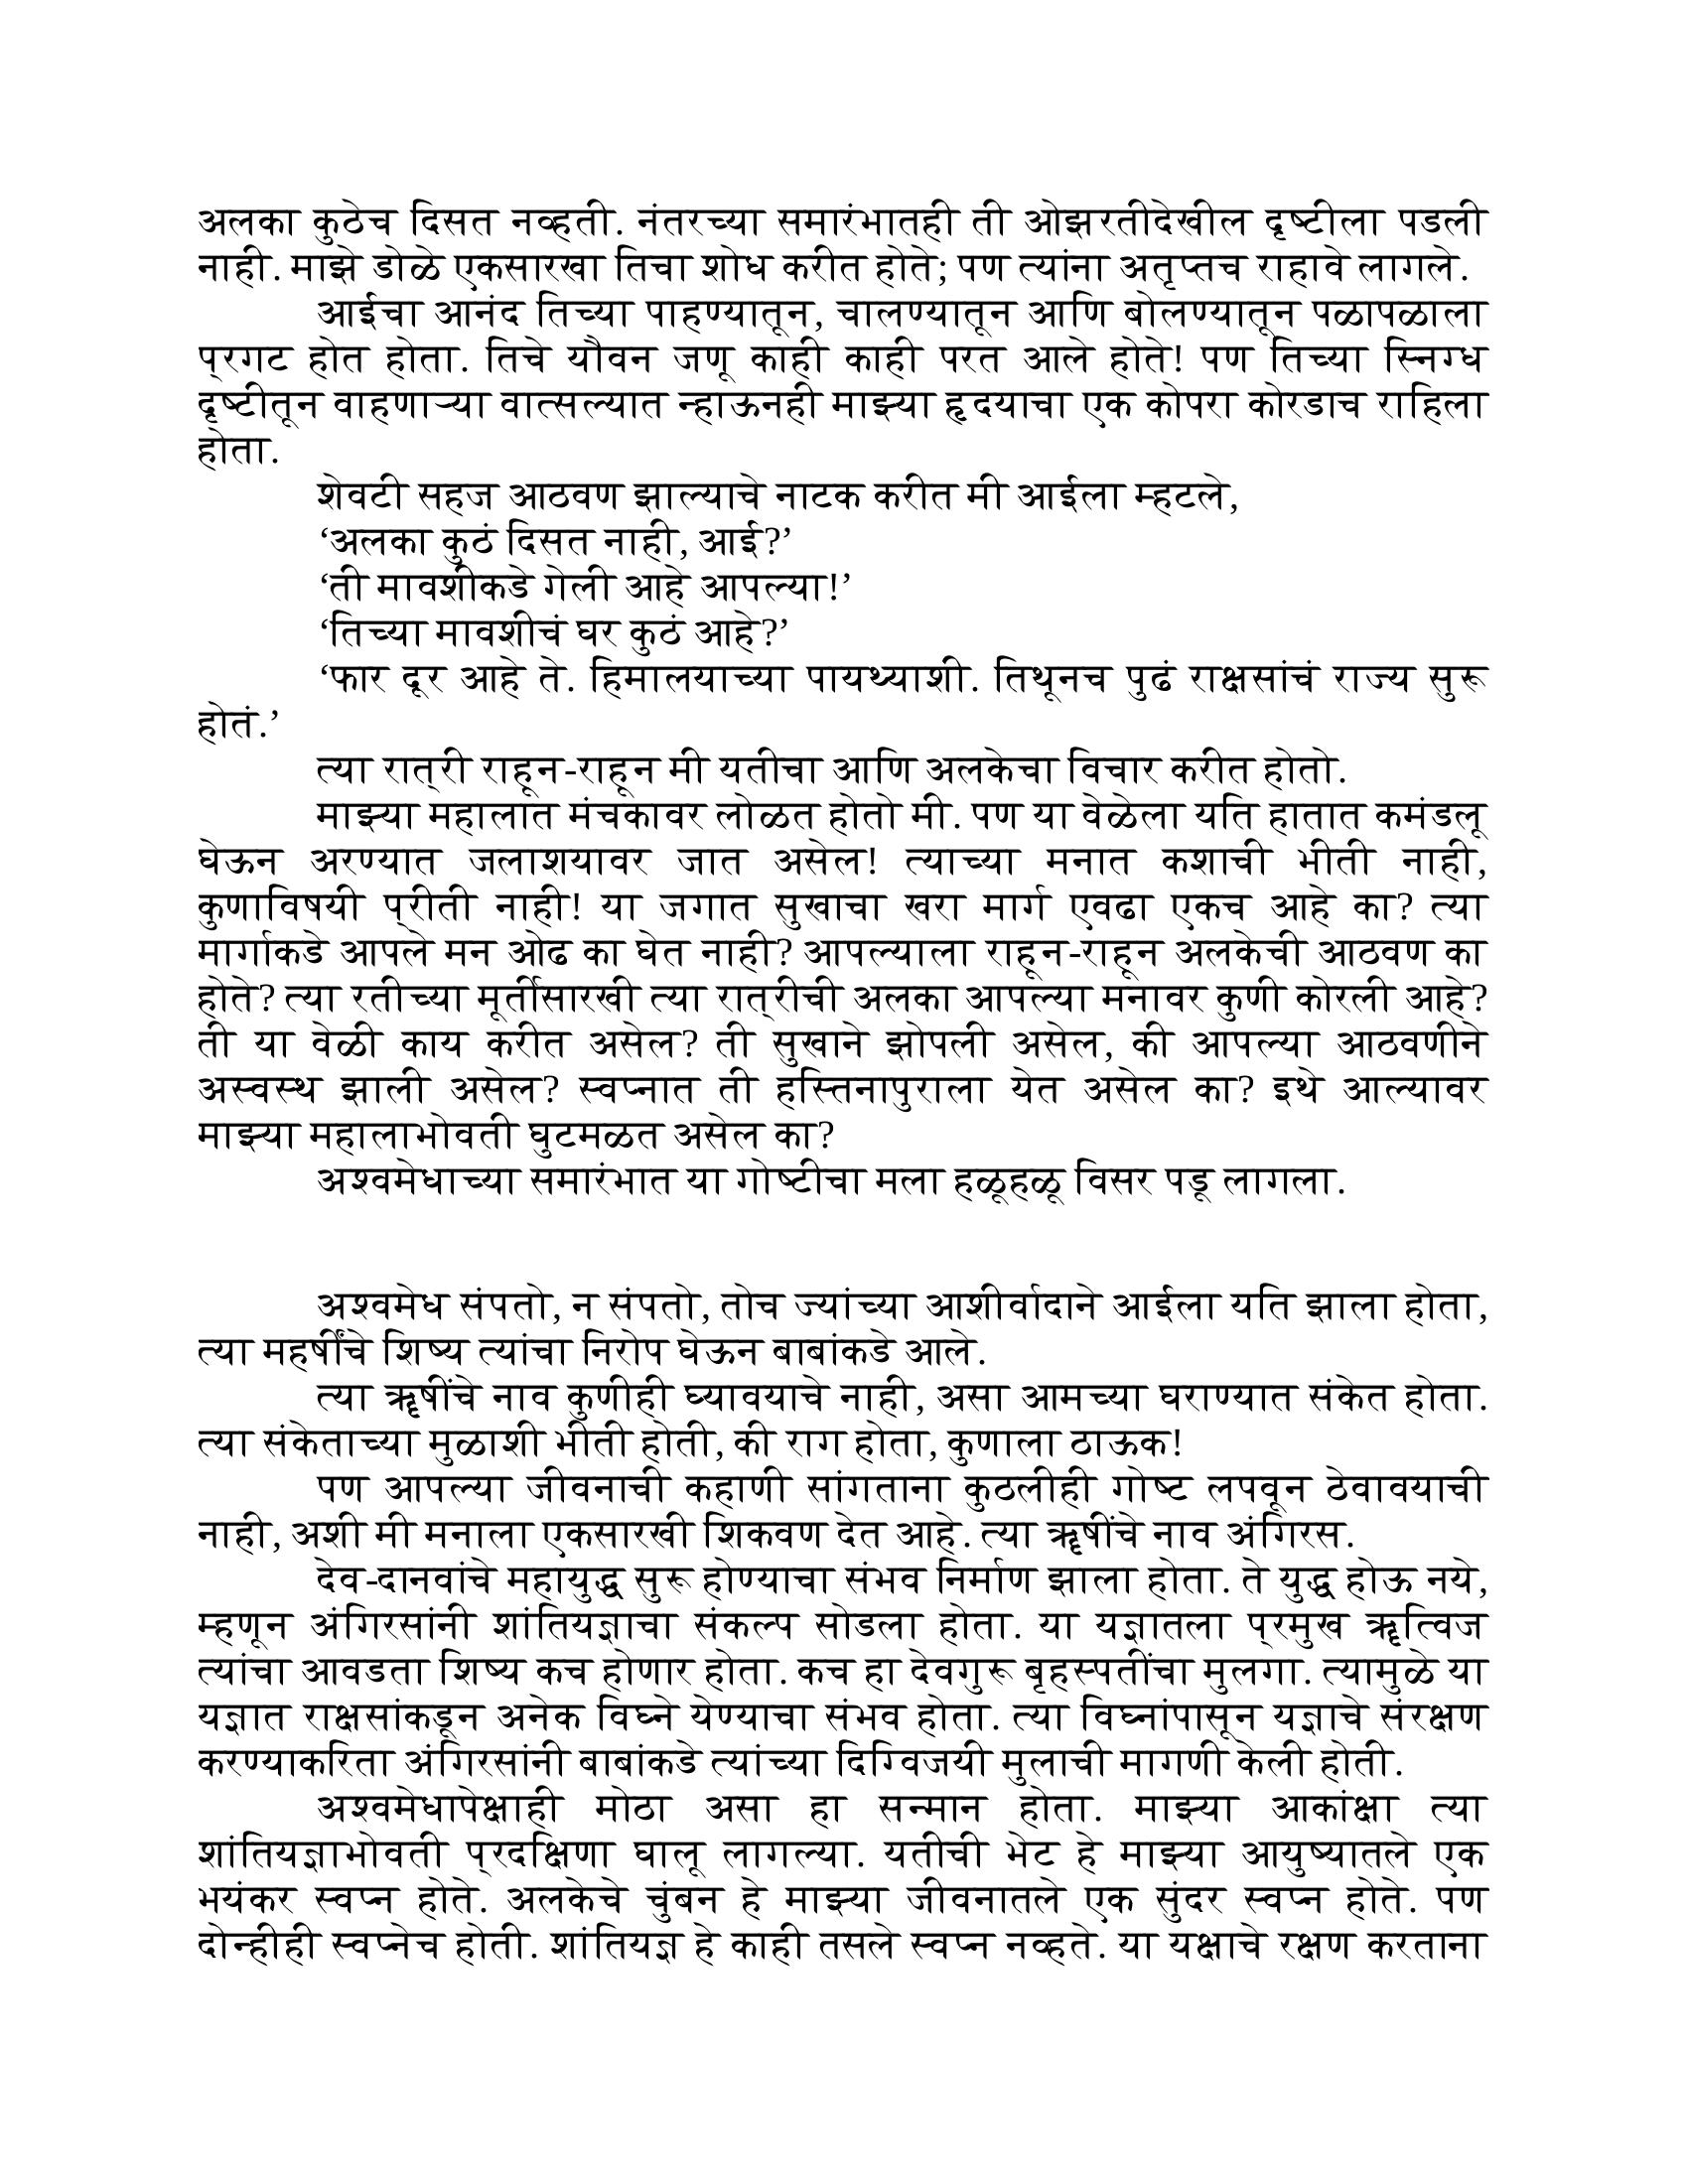 अलका कुठेच दिसत नव्हती. नंतरच्या समारंभातही ती ओझरतीदेखील दृष्टीला पडली
नाही. माझे डोळे एकसारखा तिचा शोध करीत होते; पण त्यांना अतृप्तच राहावे लागले.
आईचा आनंद तिच्या पाहण्यातून, चालण्यातून आणि बोलण्यातून पळापळाला
प्रगट होत होता. तिचे यौवन जणू काही काही परत आले होते! पण तिच्या स्निग्ध
दृष्टीतून वाहणाऱ्या वात्सल्यात न्हाऊनही माझ्या हृदयाचा एक कोपरा कोरडाच राहिला
होता.
शेवटी सहज आठवण झाल्याचे नाटक करीत मी आईला म्हटले,
‘अलका कुठं दिसत नाही, आई?’
‘ती मावशीकडे गेली आहे आपल्या!’
‘तिच्या मावशीचं घर कुठं आहे?’
‘फार दूर आहे ते. हिमालयाच्या पायथ्याशी. तिथूनच पुढं राक्षसांचं राज्य सुरू
होतं.’
त्या रात्री राहून-राहून मी यतीचा आणि अलकेचा विचार करीत होतो.
माझ्या महालात मंचकावर लोळत होतो मी. पण या वेळेला यति हातात कमंडलू
घेऊन अरण्यात जलाशयावर जात असेल! त्याच्या मनात कशाची भीती नाही,
कुणाविषयी प्रीती नाही! या जगात सुखाचा खरा मार्ग एवढा एकच आहे का? त्या
मार्गाकडे आपले मन ओढ का घेत नाही? आपल्याला राहून-राहून अलकेची आठवण का
होते? त्या रतीच्या मूर्तीसारखी त्या रात्रीची अलका आपल्या मनावर कुणी कोरली आहे?
ती या वेळी काय करीत असेल? ती सुखाने झोपली असेल, की आपल्या आठवणीने
अस्वस्थ झाली असेल? स्वप्नात ती हस्तिनापुराला येत असेल का? इथे आल्यावर
माझ्या महालाभोवती घुटमळत असेल का?
अश्वमेधाच्या समारंभात या गोष्टीचा मला हळूहळू विसर पडू लागला.
अश्वमेध संपतो, न संपतो, तोच ज्यांच्या आशीर्वादाने आईला यति झाला होता,
त्या महर्षींचे शिष्य त्यांचा निरोप घेऊन बाबांकडे आले.
त्या ॠषींचे नाव कुणीही घ्यावयाचे नाही, असा आमच्या घराण्यात संकेत होता.
त्या संकेताच्या मुळाशी भीती होती, की राग होता, कुणाला ठाऊक!
पण आपल्या जीवनाची कहाणी सांगताना कुठलीही गोष्ट लपवून ठेवावयाची
नाही, अशी मी मनाला एकसारखी शिकवण देत आहे. त्या ॠषींचे नाव अंगिरस.
देव-दानवांचे महायुद्ध सुरू होण्याचा संभव निर्माण झाला होता. ते युद्ध होऊ नये,
म्हणून अंगिरसांनी शांतियज्ञाचा संकल्प सोडला होता. या यज्ञातला प्रमुख ॠत्विज
त्यांचा आवडता शिष्य कच होणार होता. कच हा देवगुरू बृहस्पतींचा मुलगा. त्यामुळे या
यज्ञात राक्षसांकडून अनेक विघ्ने येण्याचा संभव होता. त्या विघ्नांपासून यज्ञाचे संरक्षण
करण्याकरिता अंगिरसांनी बाबांकडे त्यांच्या दिग्विजयी मुलाची मागणी केली होती.
अश्वमेधापेक्षाही मोठा असा हा सन्मान होता. माझ्या आकांक्षा त्या
शांतियज्ञाभोवती प्रदक्षिणा घालू लागल्या. यतीची भेट हे माझ्या आयुष्यातले एक
भयंकर स्वप्न होते. अलकेचे चुंबन हे माझ्या जीवनातले एक सुंदर स्वप्न होते. पण
दोन्हीही स्वप्नेच होती. शांतियज्ञ हे काही तसले स्वप्न नव्हते. या यक्षाचे रक्षण करताना